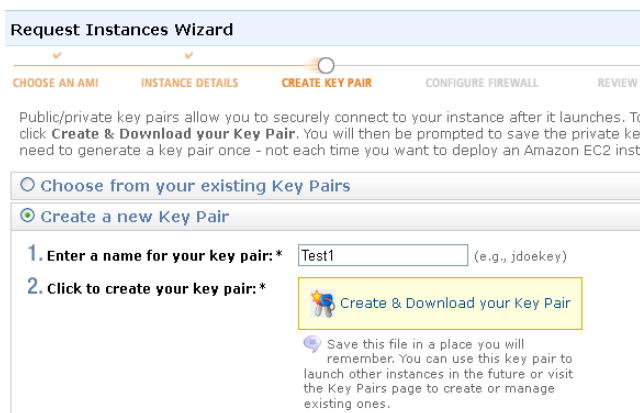 Request Instances Wizard
CHOOSE AN AMI INSTANCE DETAILS CREATE KEY PAIR CONFIGURE FIREWALL REVIEW
Public/private key pairs allow you to securely connect to your instance after it launches.
click Create & Download your Key Pair. You will then be prompted to save the private
need to generate a key pair once - not each time you want to deploy an Amazon EC2
Choose from your existing Key Pairs
Create a new Key Pair
1. Enter a name for your key pair:* Test1 (e.g., jdoekey)
2. Click to create your key pair:* Create & Download your Key Pair
Save this file in a place you will
remember. You can use this key pair to
launch other instances in the future or visit
the Key Pairs page to create or manage
existing ones.